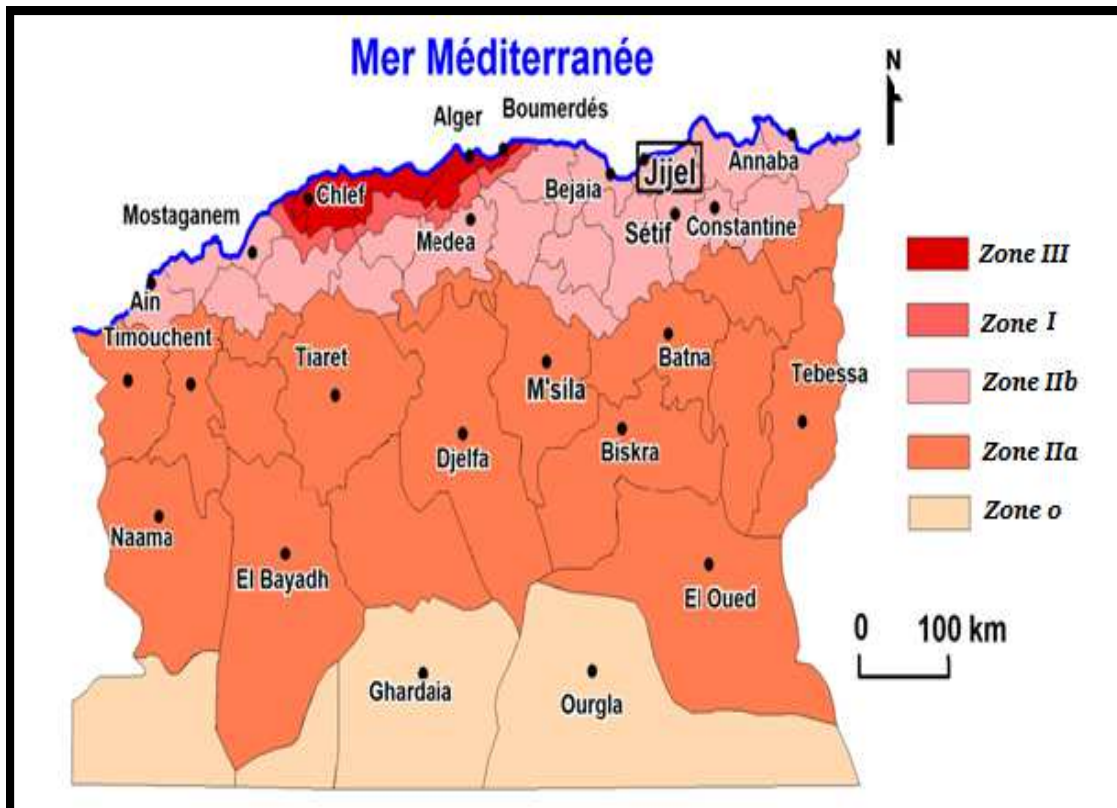 Mer Méditerranée
N
Alger
Boumerdés
Jijel
Annaba
Bejaia
Chlef
Mostaganem
Medea
Sétif
Constantine
Ain
Timouchent
Tiaret
M'sila
Batna
Tebessa
Djelfa
Biskra
Naama
El Bayadh
El Oued
Ghardaia
Ourgla
Zone III
Zone I
Zone IIb
Zone IIa
Zone o
0 100 km